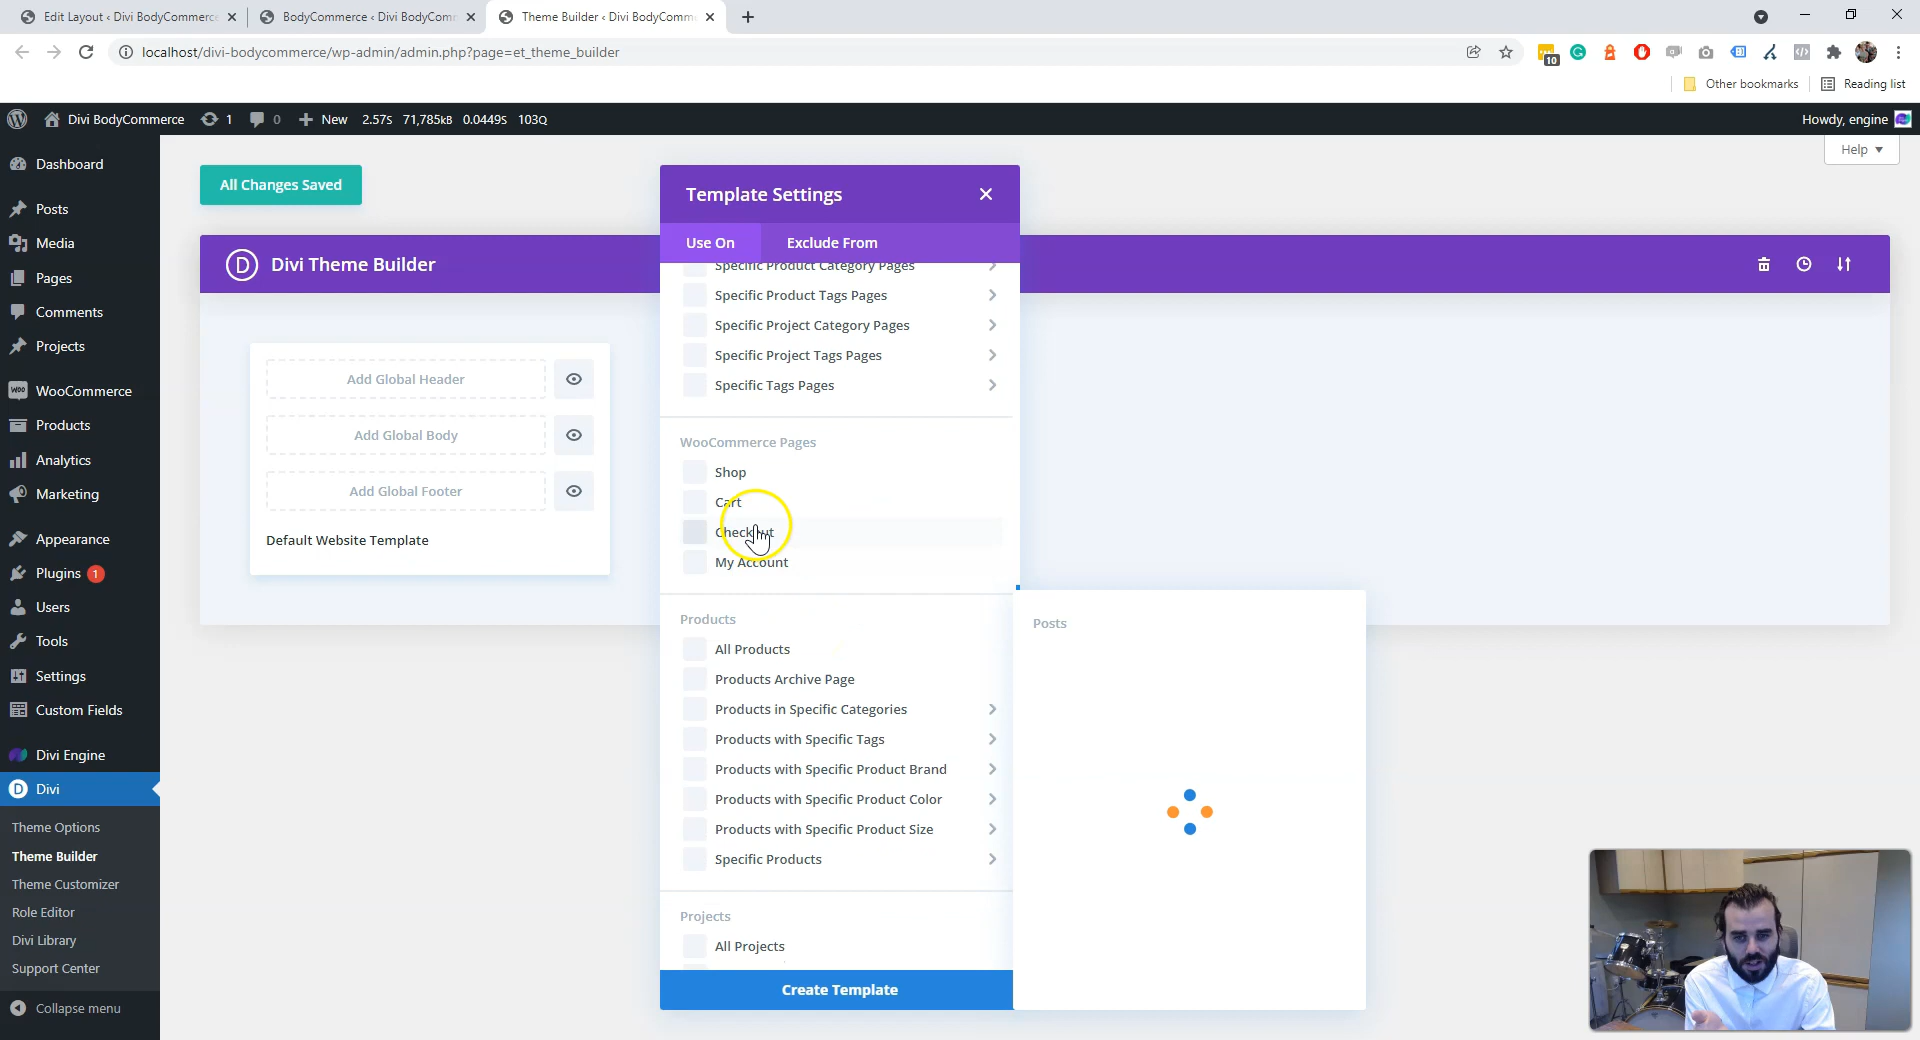 Edit Layout ‹ Divi BodyCommerce
BodyCommerce ‹ Divi BodyComm
Theme Builder ‹ Divi BodyComm
localhost/divi-bodycommerce/wp-admin/admin.php?page=et_theme_builder
10
Other bookmarks
Reading list
Divi BodyCommerce
1
0
New
2.57S 71,785KB 0.0449S 103Q
Howdy, engine
Help
Dashboard
Posts
Media
Pages
Comments
Projects
WooCommerce
Products
Analytics
Marketing
Appearance
Plugins 1
Users
Tools
Settings
Custom Fields
Divi Engine
Divi
Theme Options
Theme Builder
Theme Customizer
Role Editor
Divi Library
Support Center
Collapse menu
All Changes Saved
Divi Theme Builder
Add Global Header
Add Global Body
Add Global Footer
Default Website Template
Template Settings
Use On
Exclude From
Specific Product Category Pages
Specific Product Tags Pages
Specific Project Category Pages
Specific Project Tags Pages
Specific Tags Pages
WooCommerce Pages
Shop
Cart
Checkout
My Account
Products
All Products
Products Archive Page
Products in Specific Categories
Products with Specific Tags
Products with Specific Product Brand
Products with Specific Product Color
Products with Specific Product Size
Specific Products
Projects
All Projects
Create Template
Posts